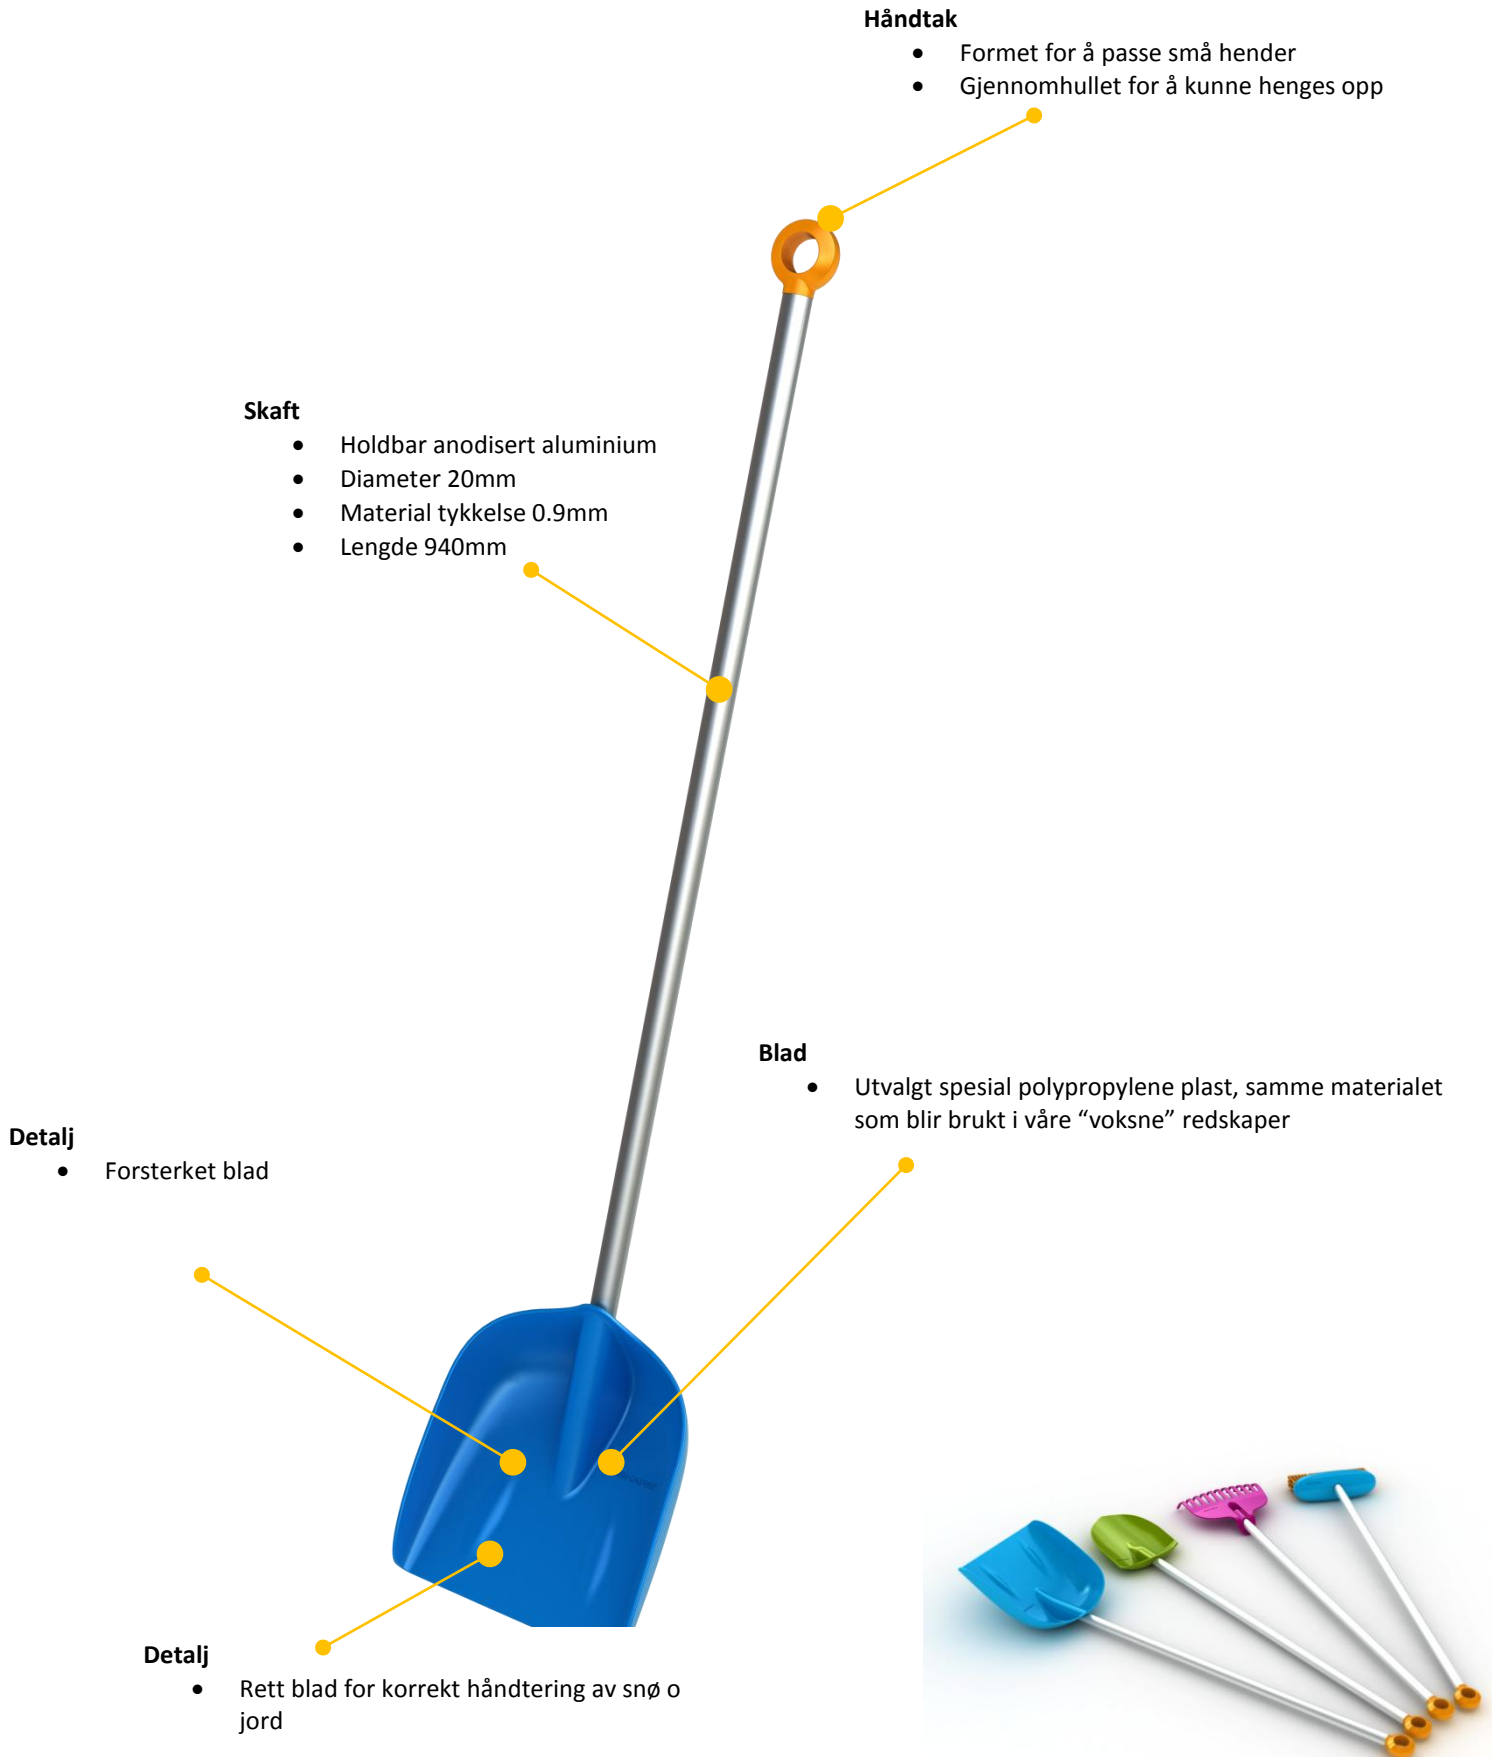 Håndtak
• Formet for å passe små hender
• Gjennomhullet for å kunne henges opp
Skaft
• Holdbar anodisert aluminium
• Diameter 20mm
• Material tykkelse 0.9mm
• Lengde 940mm
Blad
• Utvalgt spesial polypropylene plast, samme materialet
som blir brukt i våre “voksne” redskaper
Detalj
• Forsterket blad
Detalj
• Rett blad for korrekt håndtering av snø o
jord